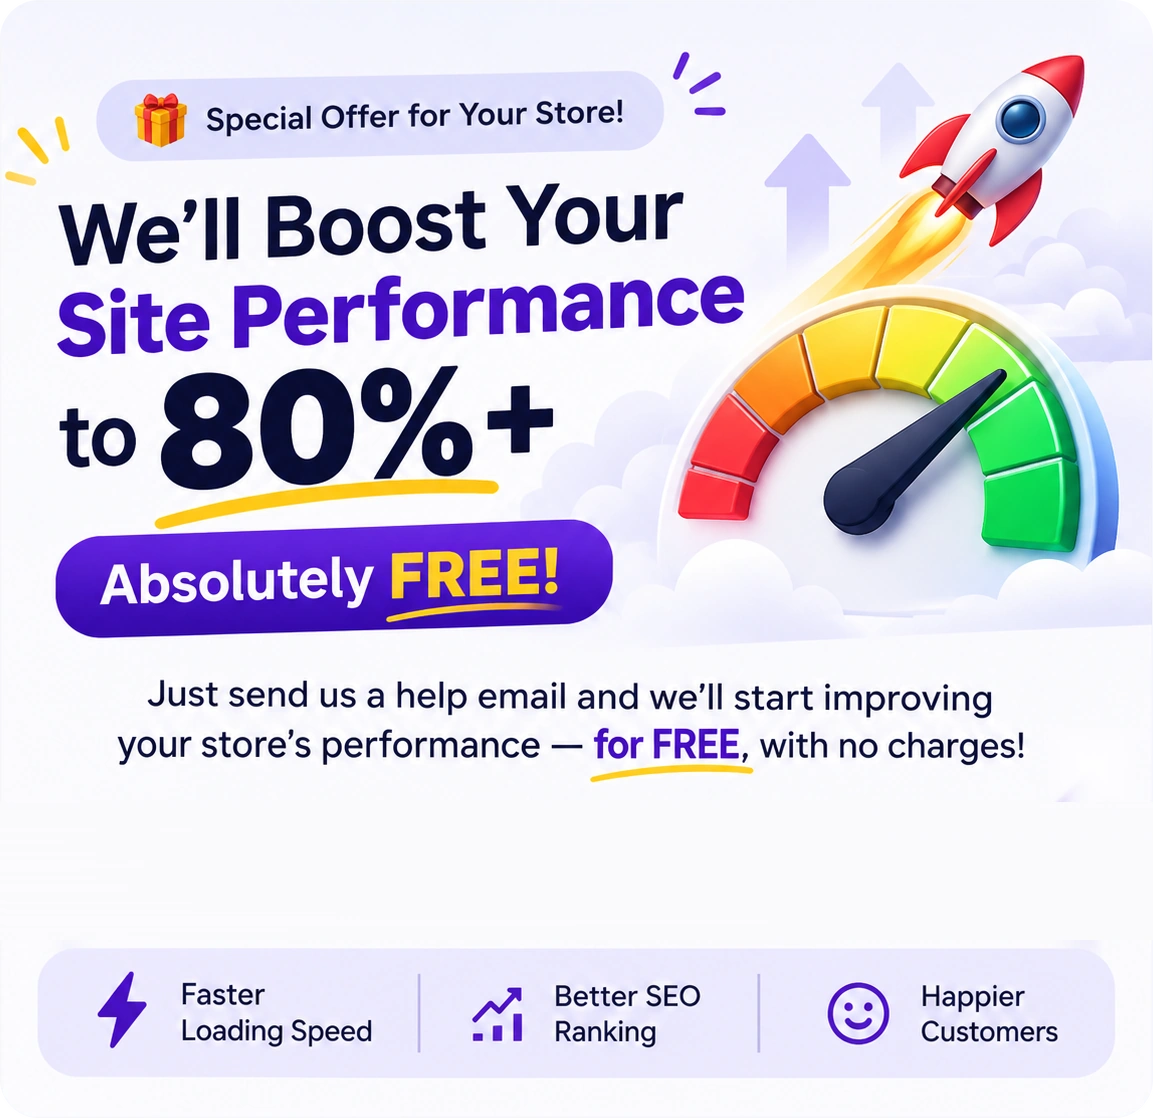 Special Offer for Your Store!
We’ll Boost Your
Site Performance
to 80%+
Absolutely FREE!
Just send us a help email and we’ll start improving
your store’s performance — for FREE, with no charges!
Faster
Loading Speed
Better SEO
Ranking
Happier
Customers